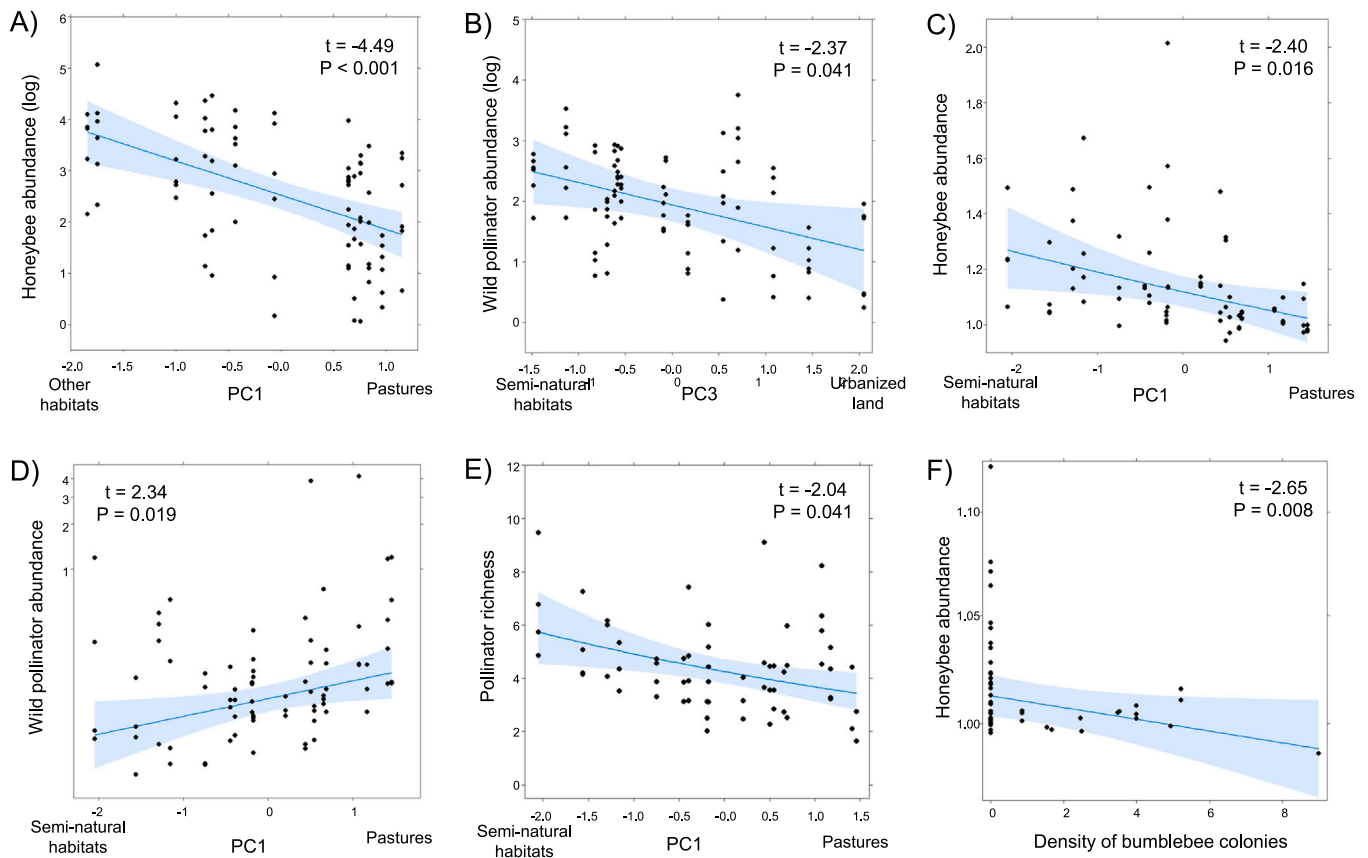 A)
t = -4.49
P < 0.001
Honeybee abundance (log)
6
5
4
3
2
1
0
-2.0 -1.5 -1.0 -0.5 -0.0 0.5 1.0
Other habitats
PC1
Pastures
B)
t = -2.37
P = 0.041
Wild pollinator abundance (log)
5
4
3
2
1
0
-1.5 -1.0 -0.5 0.0 0.5 1.0 1.5 2.0
0 1
Semi-natural habitats
PC3
Urbanized land
C)
t = -2.40
P = 0.016
Honeybee abundance
2.0
1.8
1.6
1.4
1.2
1.0
-2 -1 0 1
Semi-natural habitats
PC1
Pastures
D)
t = 2.34
P = 0.019
Wild pollinator abundance
4
3
2
1
-2 -1 0 1
Semi-natural habitats
PC1
Pastures
E)
t = -2.04
P = 0.041
Pollinator richness
12
10
8
6
4
2
0
-2.0 -1.5 -1.0 -0.5 0.0 0.5 1.0 1.5
Semi-natural habitats
PC1
Pastures
F)
t = -2.65
P = 0.008
Honeybee abundance
1.10
1.05
1.00
0 2 4 6 8
Density of bumblebee colonies